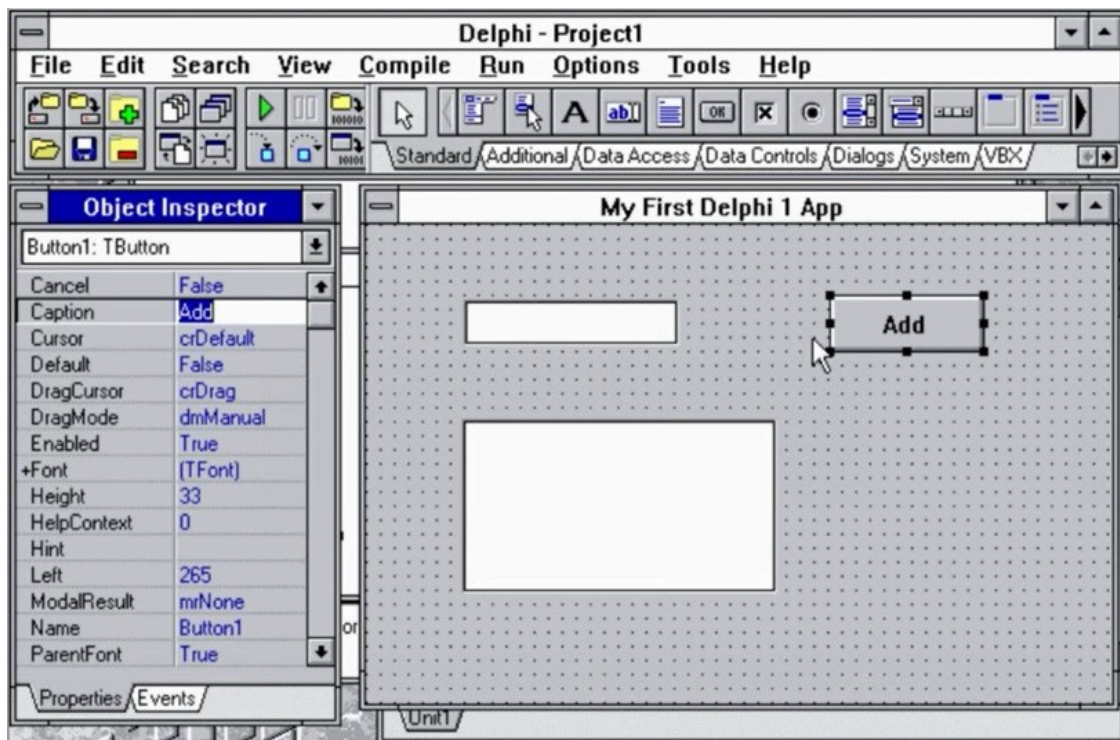 Delphi - Project1
File Edit Search View Compile Run Options Tools Help
A ab OK
Standard Additional Data Access Data Controls Dialogs System VBX
Object Inspector
Button1: TButton
Cancel False
Caption Add
Cursor crDefault
Default False
DragCursor crDrag
DragMode dmManual
Enabled True
+Font (TFont)
Height 33
HelpContext 0
Hint
Left 265
ModalResult mrNone
Name Button1
ParentFont True
Properties Events
My First Delphi 1 App
Add
or
Unit1